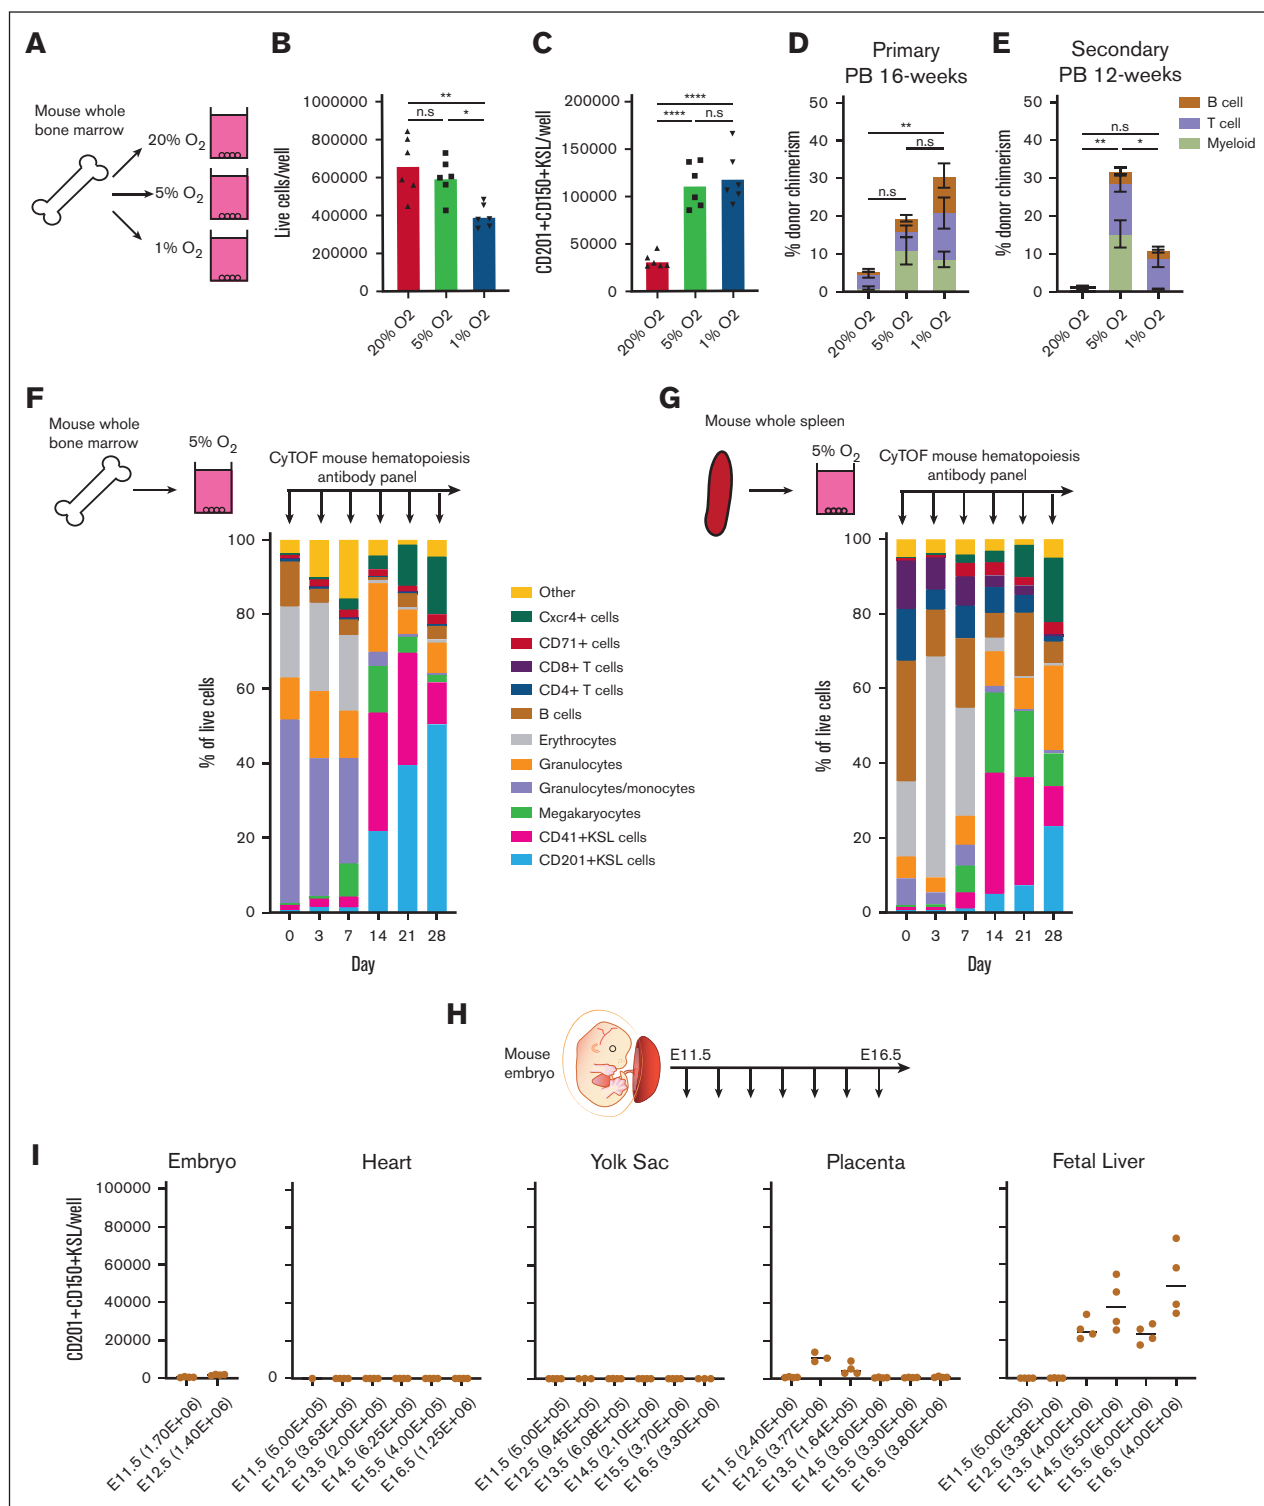 A
Mouse whole
bone marrow
20% O2
5% O2
1% O2
B
Live cells/well
1000000
800000
600000
400000
200000
0
**
n.s
*
20% O2
5% O2
1% O2
C
CD201+CD150+KSL/well
200000
150000
100000
50000
0
****
****
n.s
20% O2
5% O2
1% O2
D
Primary
PB 16-weeks
% donor chimerism
50
40
30
20
10
0
**
n.s
n.s
20% O2
5% O2
1% O2
E
Secondary
PB 12-weeks
% donor chimerism
50
40
30
20
10
0
n.s
**
*
20% O2
5% O2
1% O2
B cell
T cell
Myeloid
F
Mouse whole
bone marrow
5% O2
CyTOF mouse hematopoiesis
antibody panel
% of live cells
100
80
60
40
20
0
0 3 7 14 21 28
Day
Other
Cxcr4+ cells
CD71+ cells
CD8+ T cells
CD4+ T cells
B cells
Erythrocytes
Granulocytes
Granulocytes/monocytes
Megakaryocytes
CD41+KSL cells
CD201+KSL cells
G
Mouse whole spleen
5% O2
CyTOF mouse hematopoiesis
antibody panel
% of live cells
100
80
60
40
20
0
0 3 7 14 21 28
Day
H
Mouse
embryo
E11.5
E16.5
I
CD201+CD150+KSL/well
Embryo
100000
80000
60000
40000
20000
0
E11.5 (1.70E+06)
E12.5 (1.40E+06)
Heart
0
E11.5 (5.00E+05)
E12.5 (3.63E+05)
E13.5 (2.00E+05)
E14.5 (6.25E+05)
E15.5 (4.00E+05)
E16.5 (1.25E+06)
Yolk Sac
E11.5 (5.00E+05)
E12.5 (9.45E+05)
E13.5 (6.08E+05)
E14.5 (2.10E+06)
E15.5 (3.70E+06)
E16.5 (3.30E+06)
Placenta
E11.5 (2.40E+06)
E12.5 (3.77E+06)
E13.5 (1.64E+05)
E14.5 (3.60E+06)
E15.5 (3.30E+06)
E16.5 (3.80E+06)
Fetal Liver
E11.5 (5.00E+05)
E12.5 (3.38E+06)
E13.5 (4.00E+06)
E14.5 (5.50E+06)
E15.5 (6.00E+06)
E16.5 (4.00E+06)